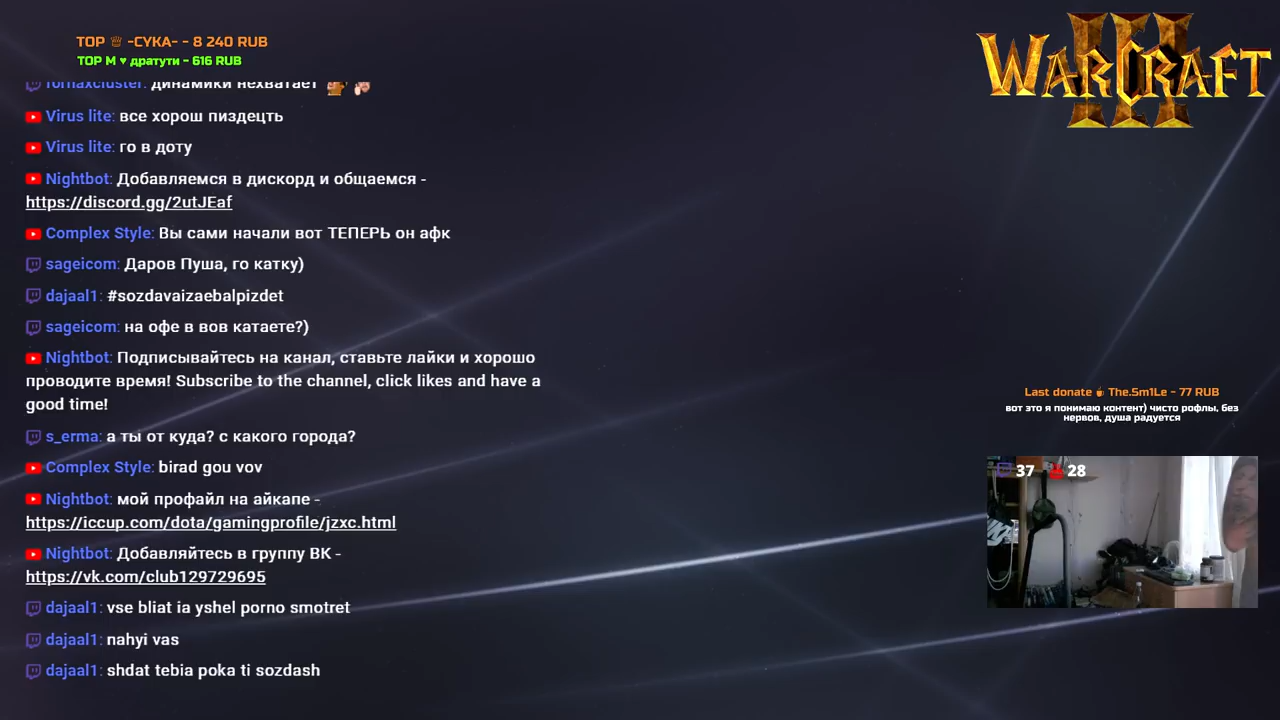 TOP ♕ -СУКА- - 8 240 RUB
TOP M ♥ дратути - 616 RUB
WARCRAFT
III
fornaxcluster: динамики нехватает
Virus lite: все хорош пиздецть
Virus lite: го в доту
Nightbot: Добавляемся в дискорд и общаемся -
https://discord.gg/2utJEaf
Complex Style: Вы сами начали вот ТЕПЕРЬ он афк
sageicom: Даров Пуша, го катку)
dajaal1: #sozdavaizaebalpizdet
sageicom: на офе в вов катаете?)
Nightbot: Подписывайтесь на канал, ставьте лайки и хорошо
проводите время! Subscribe to the channel, click likes and have a
good time!
s_erma: а ты от куда? с какого города?
Complex Style: birad gou vov
Nightbot: мой профайл на айкапе -
https://iccup.com/dota/gamingprofile/jzxc.html
Nightbot: Добавляйтесь в группу ВК -
https://vk.com/club129729695
dajaal1: vse bliat ia yshel porno smotret
dajaal1: nahyi vas
dajaal1: shdat tebia poka ti sozdash
Last donate The.Sm1Le - 77 RUB
вот это я понимаю контент) чисто рофлы, без
нервов, душа радуется
37 28